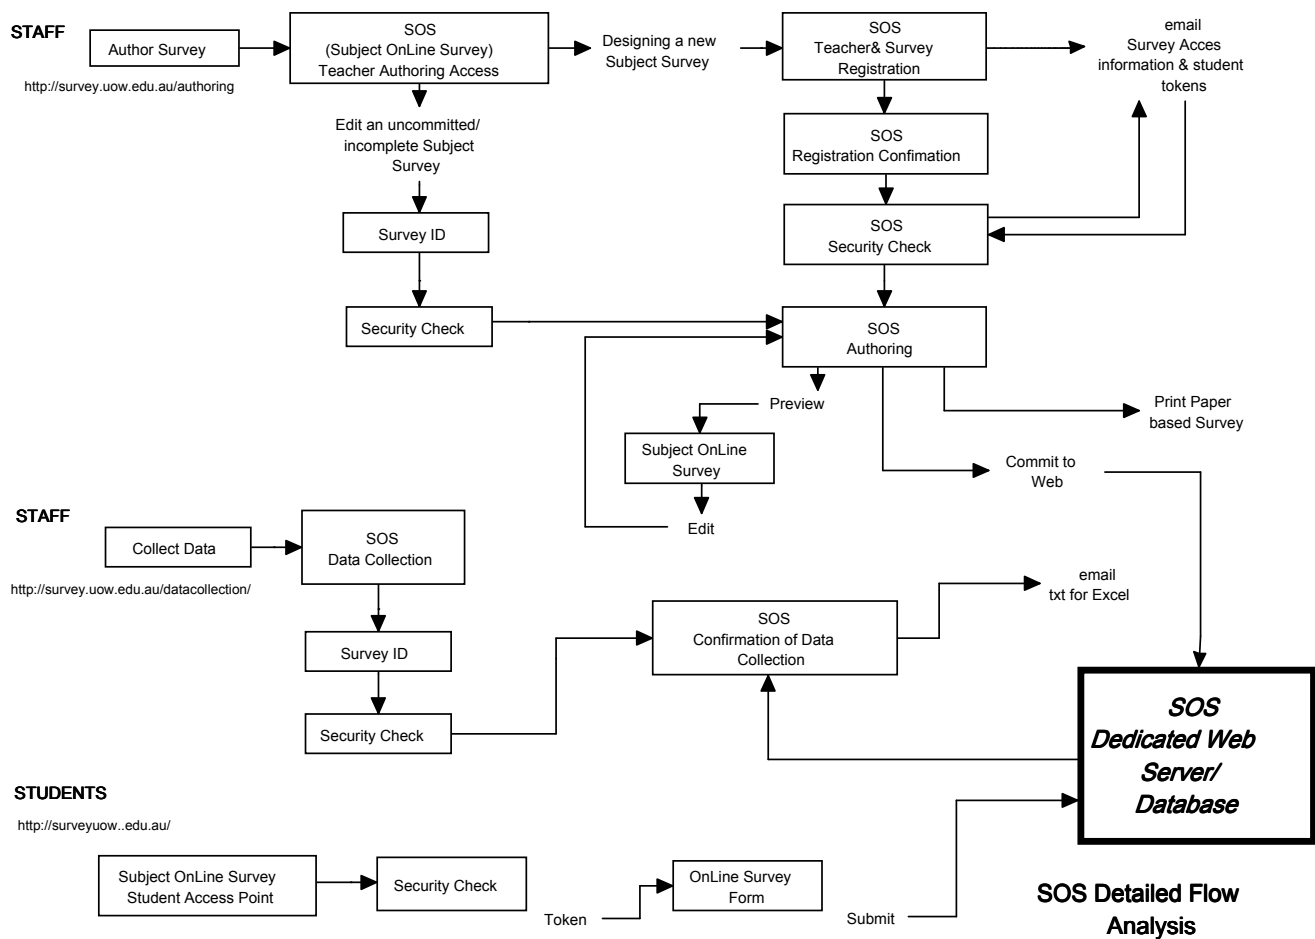 STAFF
Author Survey
http://survey.uow.edu.au/authoring
SOS
(Subject OnLine Survey)
Teacher Authoring Access
Designing a new
Subject Survey
SOS
Teacher& Survey
Registration
email
Survey Acces
information & student
tokens
Edit an uncommitted/
incomplete Subject
Survey
SOS
Registration Confimation
Survey ID
SOS
Security Check
Security Check
SOS
Authoring
Preview
Print Paper
based Survey
Subject OnLine
Survey
Commit to
Web
Edit
STAFF
Collect Data
http://survey.uow.edu.au/datacollection/
SOS
Data Collection
email
txt for Excel
Survey ID
SOS
Confirmation of Data
Collection
Security Check
SOS
Dedicated Web
Server/
Database
STUDENTS
http://surveyuow..edu.au/
Subject OnLine Survey
Student Access Point
Security Check
Token
OnLine Survey
Form
Submit
SOS Detailed Flow
Analysis